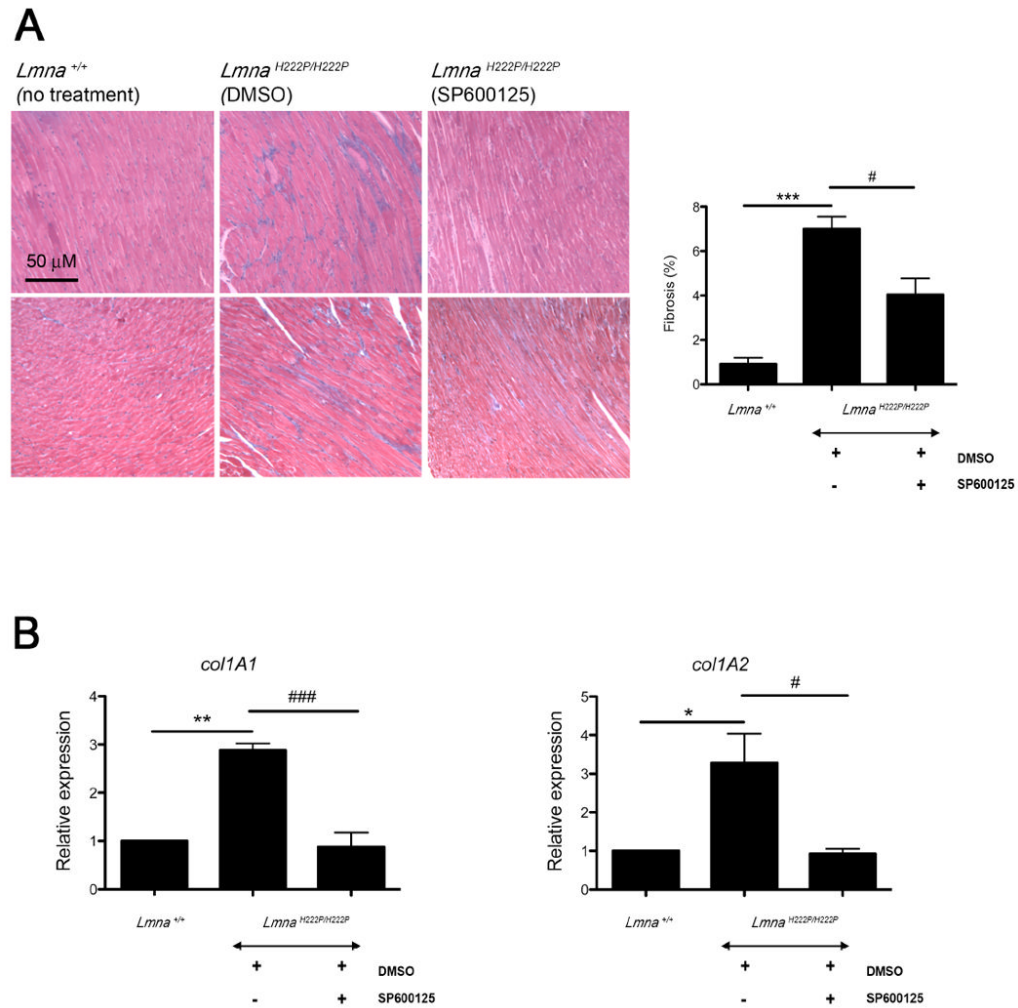 A
Lmna +/+
(no treatment)
Lmna H222P/H222P
(DMSO)
Lmna H222P/H222P
(SP600125)
50 μM
#
***
8
6
4
2
0
Fibrosis (%)
Lmna +/+
Lmna H222P/H222P
+ + DMSO
- + SP600125
B
col1A1
###
**
4
3
2
1
0
Relative expression
Lmna +/+
Lmna H222P/H222P
+ + DMSO
- + SP600125
col1A2
#
*
5
4
3
2
1
0
Relative expression
Lmna +/+
Lmna H222P/H222P
+ + DMSO
- + SP600125